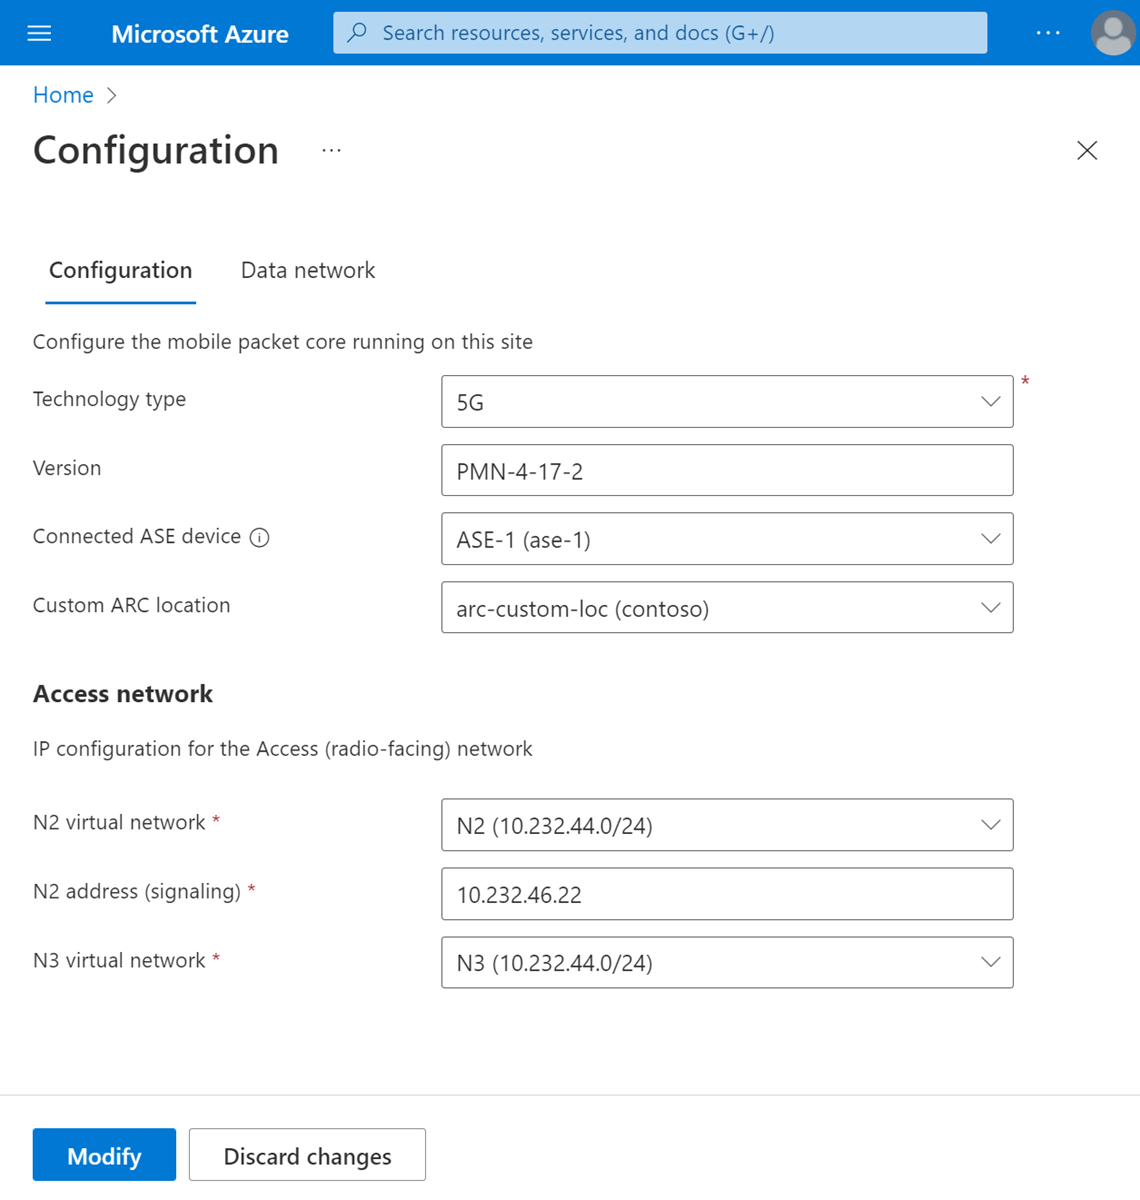 Microsoft Azure
Search resources, services, and docs (G+/)
...
Home
Configuration ...
Configuration
Data network
Configure the mobile packet core running on this site
Technology type
5G
*
Version
PMN-4-17-2
Connected ASE device
ASE-1 (ase-1)
Custom ARC location
arc-custom-loc (contoso)
Access network
IP configuration for the Access (radio-facing) network
N2 virtual network *
N2 (10.232.44.0/24)
N2 address (signaling) *
10.232.46.22
N3 virtual network *
N3 (10.232.44.0/24)
Modify
Discard changes